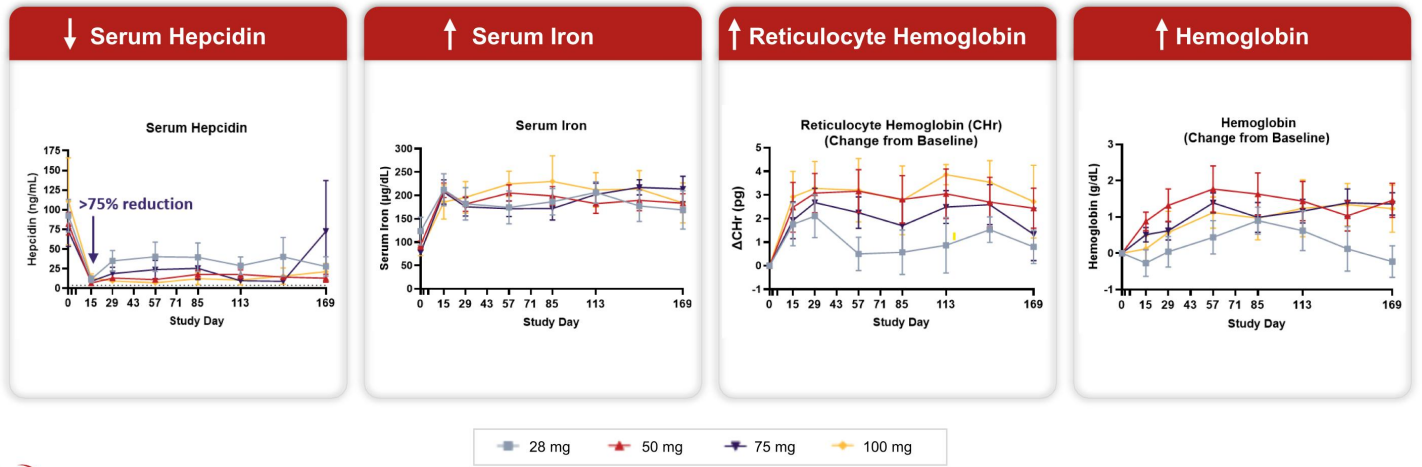 ↓ Serum Hepcidin
Serum Hepcidin
Hepcidin (ng/mL)
175
150
125
100
75
50
25
0
>75% reduction
0 15 29 43 57 71 85 113 169
Study Day
↑ Serum Iron
Serum Iron
Serum Iron (µg/dL)
300
250
200
150
100
50
0
0 15 29 43 57 71 85 113 169
Study Day
↑ Reticulocyte Hemoglobin
Reticulocyte Hemoglobin (CHr)
(Change from Baseline)
ΔCHr (pg)
5
4
3
2
1
0
-1
0 15 29 43 57 71 85 113 169
Study Day
↑ Hemoglobin
Hemoglobin
(Change from Baseline)
Hemoglobin (g/dL)
3
2
1
0
-1
0 15 29 43 57 71 85 113 169
Study Day
28 mg 50 mg 75 mg 100 mg